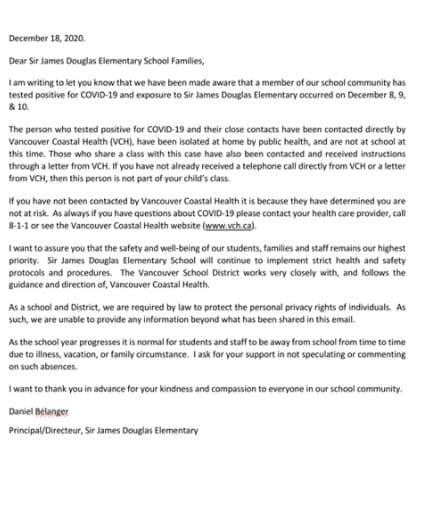 December 18, 2020.
Dear Sir James Douglas Elementary School Families,
I am writing to let you know that we have been made aware that a member of our school community has
tested positive for COVID-19 and exposure to Sir James Douglas Elementary occurred on December 8, 9,
& 10.
The person who tested positive for COVID-19 and their close contacts have been contacted directly by
Vancouver Coastal Health (VCH), have been isolated at home by public health, and are not at school at
this time. Those who share a class with this case have also been contacted and received instructions
through a letter from VCH. If you have not already received a telephone call directly from VCH or a letter
from VCH, then this person is not part of your child's class.
If you have not been contacted by Vancouver Coastal Health it is because they have determined you are
not at risk. As always if you have questions about COVID-19 please contact your health care provider, call
8-1-1 or see the Vancouver Coastal Health website (www.vch.ca).
I want to assure you that the safety and well-being of our students, families and staff remains our highest
priority. Sir James Douglas Elementary School will continue to implement strict health and safety
protocols and procedures. The Vancouver School District works very closely with, and follows the
guidance and direction of, Vancouver Coastal Health.
As a school and District, we are required by law to protect the personal privacy rights of individuals. As
such, we are unable to provide any information beyond what has been shared in this email.
As the school year progresses it is normal for students and staff to be away from school from time to time
due to illness, vacation, or family circumstance. I ask for your support in not speculating or commenting
on such absences.
I want to thank you in advance for your kindness and compassion to everyone in our school community.
Daniel Bélanger
Principal/Directeur, Sir James Douglas Elementary